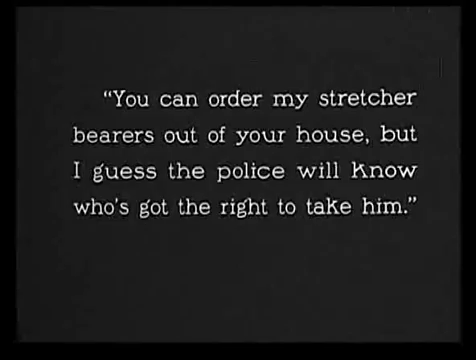 “You can order my stretcher
bearers out of your house, but
I guess the police will know
who's got the right to take him.”